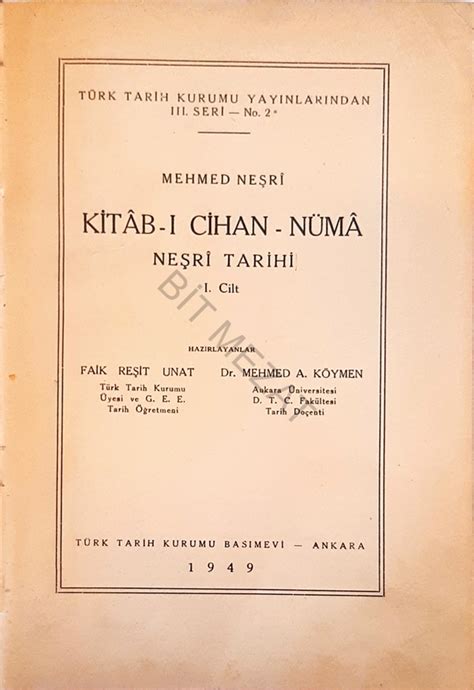 TÜRK TARİH KURUMU YAYINLARINDAN
III. SERİ — No. 2ª
MEHMED NEŞRÎ
KİTÂB-I CİHAN - NÜMÂ
NEŞRÎ TARİHİ
I. Cilt
HAZIRLAYANLAR
FAİK REŞİT UNAT Dr. MEHMED A. KÖYMEN
Türk Tarih Kurumu Ankara Üniversitesi
Üyesi ve G. E. E. D. T. C. Fakültesi
Tarih Öğretmeni Tarih Doçenti
TÜRK TARİH KURUMU BASIMEVİ — ANKARA
1949
BİT MEZAT